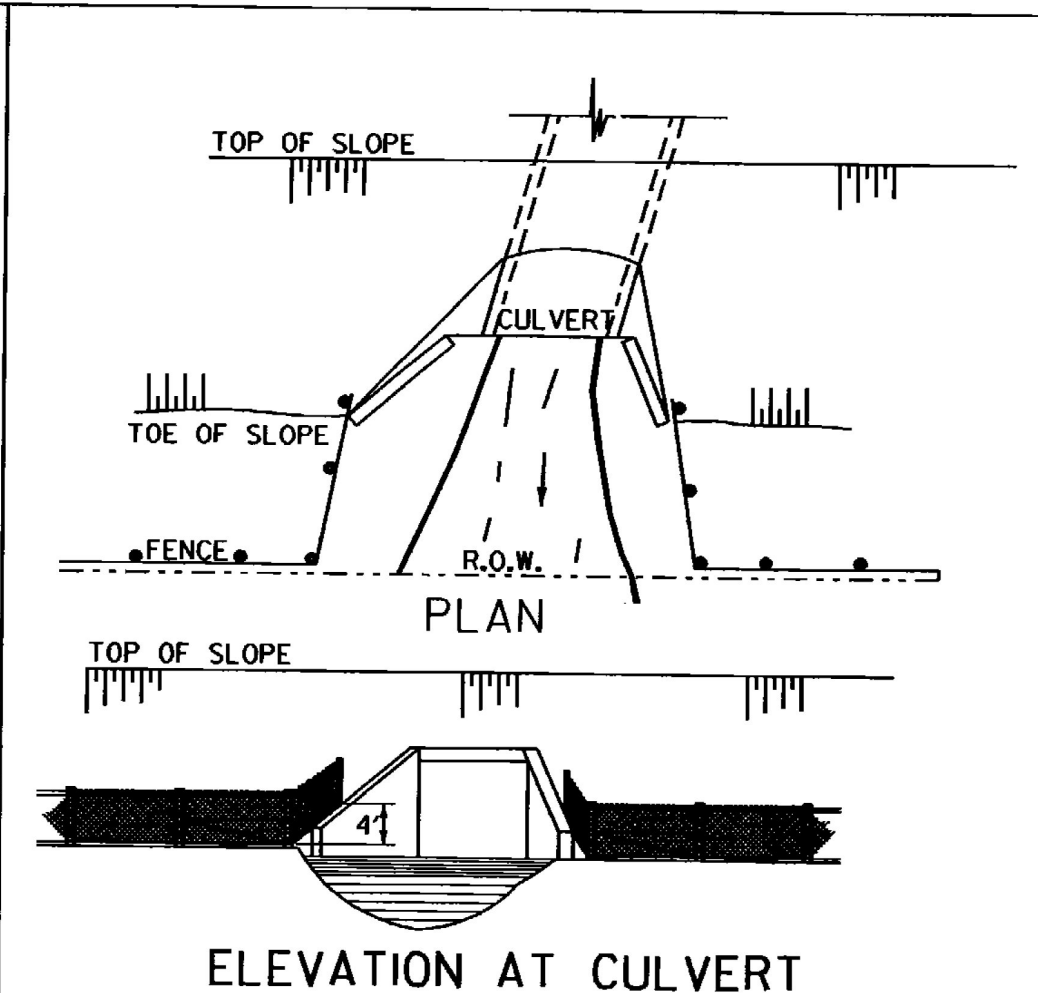 TOP OF SLOPE
CULVERT
TOE OF SLOPE
FENCE
R.O.W.
PLAN
TOP OF SLOPE
4'
ELEVATION AT CULVERT